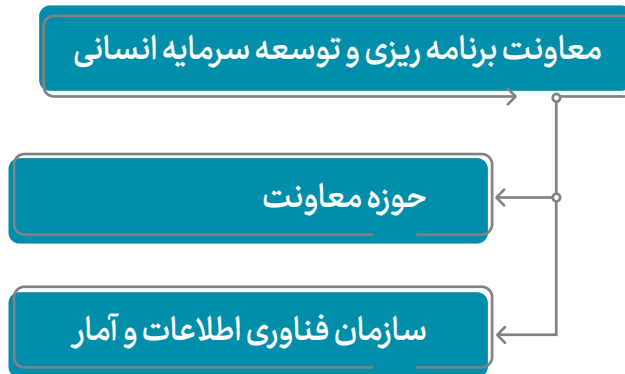 معاونت برنامه ریزی و توسعه سرمایه انسانی
حوزه معاونت
سازمان فناوری اطلاعات و آمار